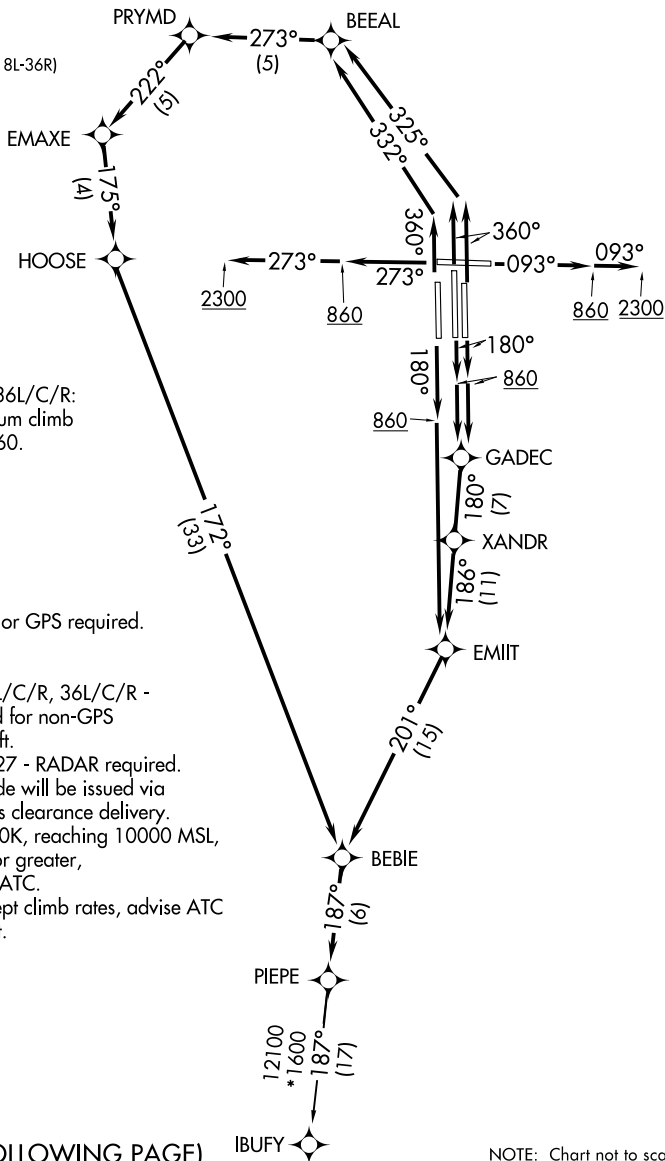 PRYMD
BEEAL
273°
(5)
8L-36R)
222°
(5)
325°
332°
EMAXE
175°
(4)
360°
360°
HOOSE
273°
273°
093°
093°
2300
860
860
2300
180°
180°
860
36L/C/R:
um climb
60.
860
GADEC
180°
(7)
172°
(33)
XANDR
186°
(11)
or GPS required.
EMIIT
L/C/R, 36L/C/R -
d for non-GPS
ft.
27 - RADAR required.
de will be issued via
s clearance delivery.
0K, reaching 10000 MSL,
or greater,
ATC.
ept climb rates, advise ATC
r.
201°
(15)
BEBIE
187°
(6)
PIEPE
12100
*1600
187°
(17)
OLLOWING PAGE)
IBUFY
NOTE: Chart not to sca